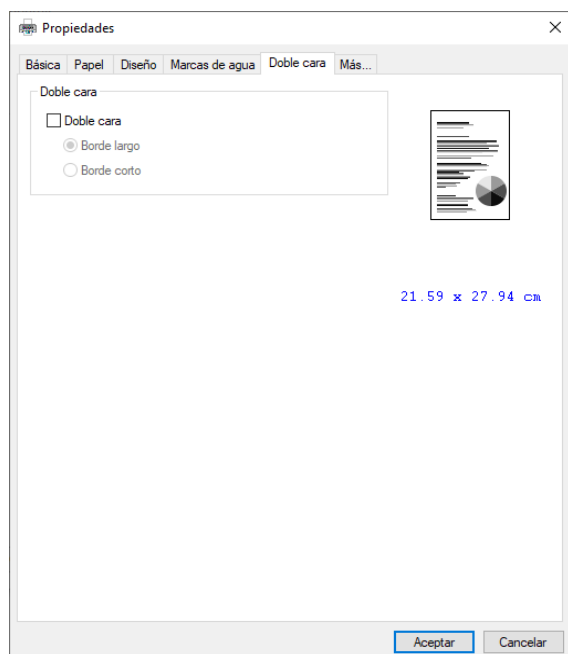 Propiedades
Básica Papel Diseño Marcas de agua Doble cara Más...
Doble cara
Doble cara
Borde largo
Borde corto
21.59 x 27.94 cm
Aceptar Cancelar